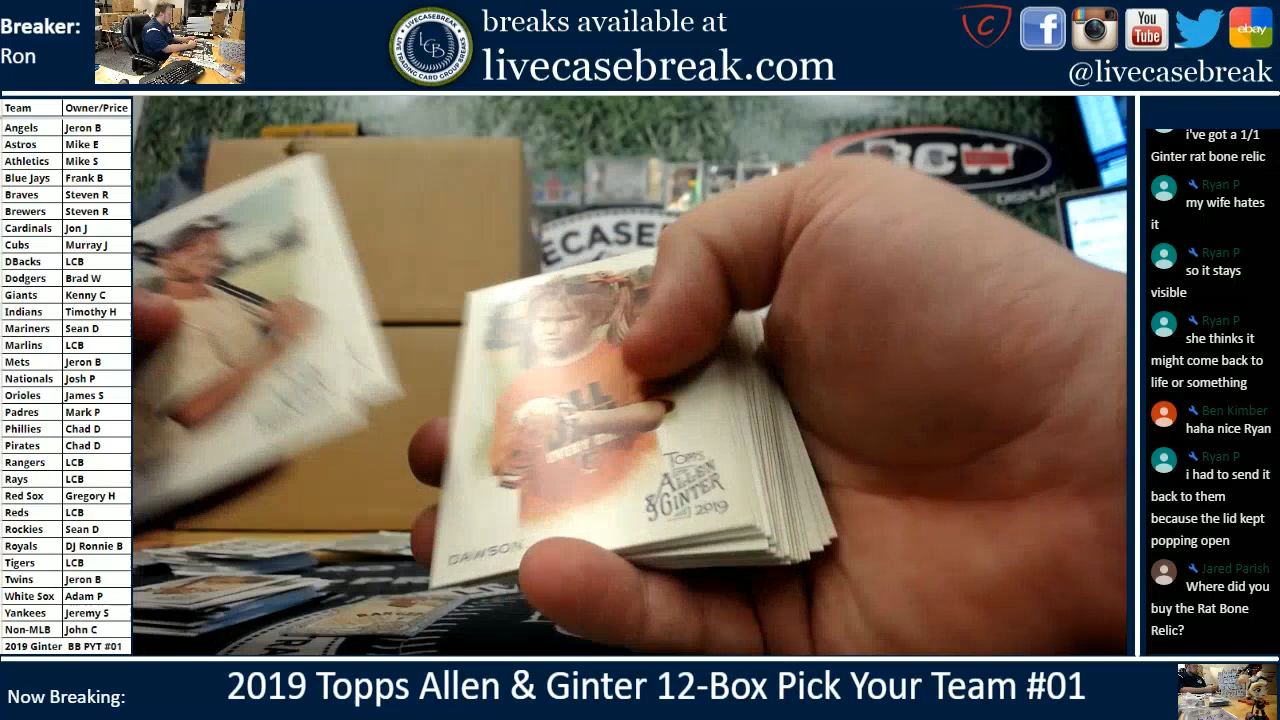 Breaker:
Ron
breaks available at
livecasebreak.com
LCB
f
You
Tube
ebay
@livecasebreak
Team Owner/Price
Angels Jeron B
Astros Mike E
Athletics Mike S
Blue Jays Frank B
Braves Steven R
Brewers Steven R
Cardinals Jon J
Cubs Murray J
DBacks LCB
Dodgers Brad W
Giants Kenny C
Indians Timothy H
Mariners Sean D
Marlins LCB
Mets Jeron B
Nationals Josh P
Orioles James S
Padres Mark P
Phillies Chad D
Pirates Chad D
Rangers LCB
Rays LCB
Red Sox Gregory H
Reds LCB
Rockies Sean D
Royals DJ Ronnie B
Tigers LCB
Twins Jeron B
White Sox Adam P
Yankees Jeremy S
Non-MLB John C
2019 Ginter BB PYT #01
BCW
DISPLAY
ECASE
TOPPS
ALLEN
& GINTER
2019
DAWSON
i've got a 1/1
Ginter rat bone relic
Ryan P
my wife hates
it
Ryan P
so it stays
visible
Ryan P
she thinks it
might come back to
life or something
Ben Kimber
haha nice Ryan
Ryan P
i had to send it
back to them
because the lid kept
popping open
Jared Parish
Where did you
buy the Rat Bone
Relic?
Now Breaking:
2019 Topps Allen & Ginter 12-Box Pick Your Team #01